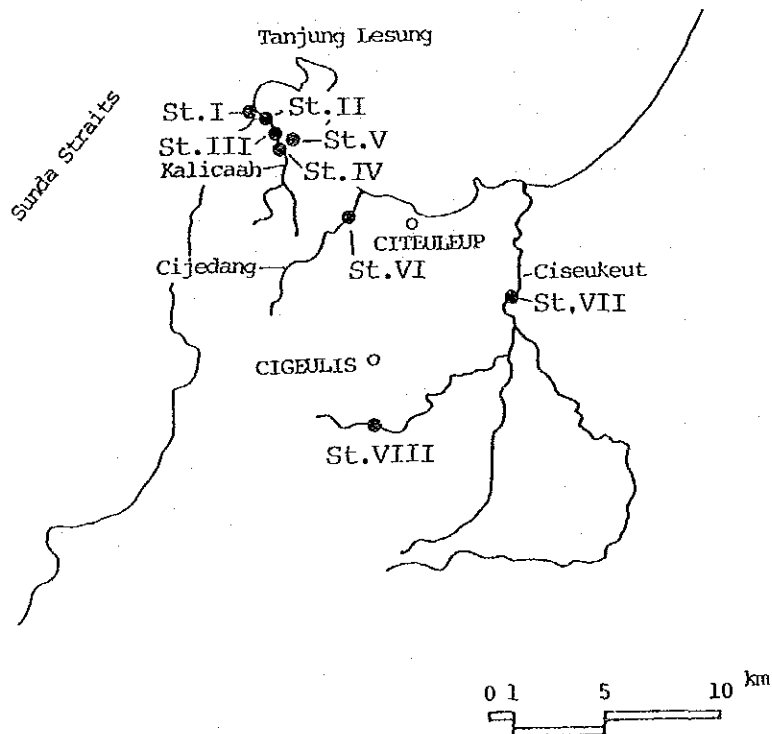 Tanjung Lesung
St.I
St.II
St.III
St.V
Kalicaah
St.IV
Sunda Straits
CITEULEUP
Cijedang
St.VI
Ciseukeut
St.VII
CIGEULIS
St.VIII
0 1 5 10 km